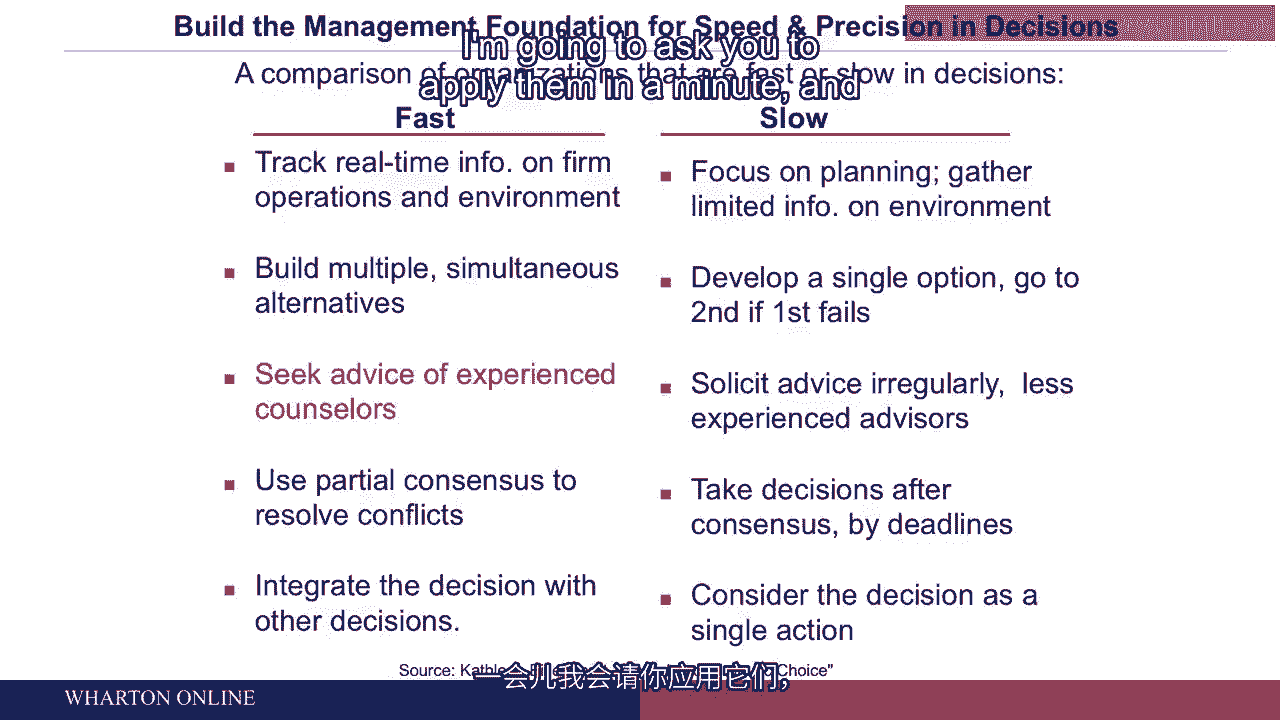 Build the Management Foundation for Speed & Precision in Decisions
I'm going to ask you to
A comparison of organizations that are fast or slow in decisions:
apply them in a minute, and
Fast
▪ Track real-time info. on firm
operations and environment
▪ Build multiple, simultaneous
alternatives
▪ Seek advice of experienced
counselors
▪ Use partial consensus to
resolve conflicts
▪ Integrate the decision with
other decisions.
Slow
▪ Focus on planning; gather
limited info. on environment
▪ Develop a single option, go to
2nd if 1st fails
▪ Solicit advice irregularly, less
experienced advisors
▪ Take decisions after
consensus, by deadlines
▪ Consider the decision as a
single action
Source: Choice"
一会儿我会请你应用它们,
WHARTON ONLINE